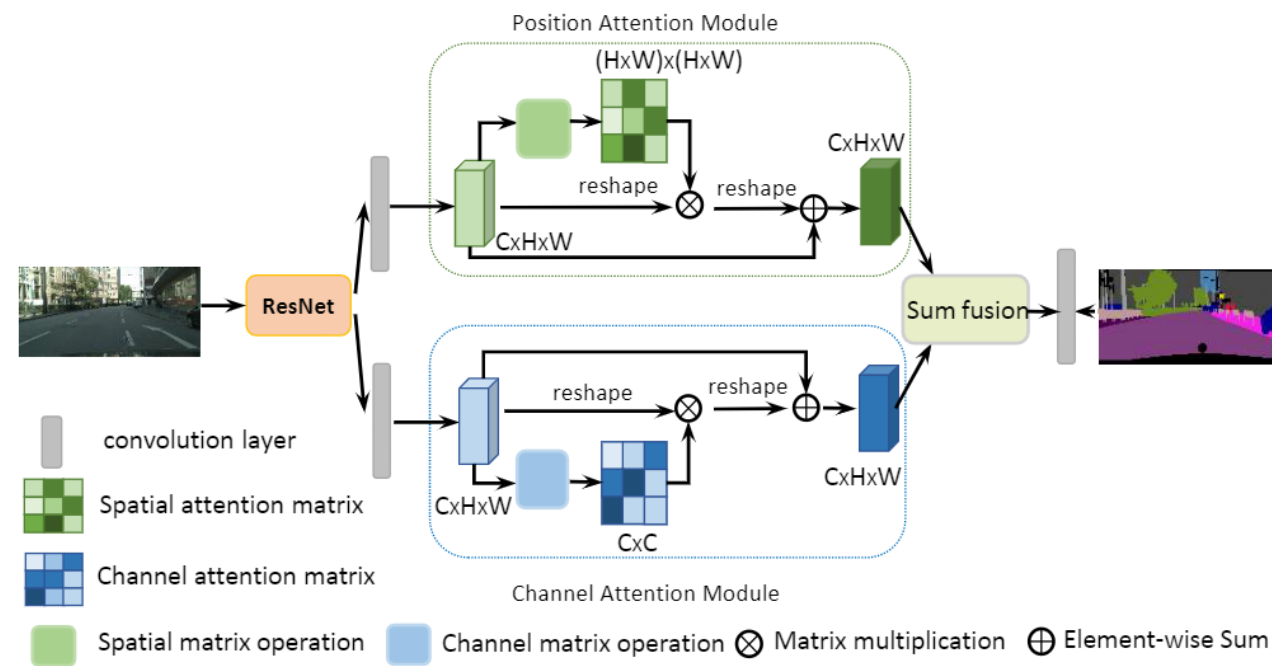 Position Attention Module
(HxW)x(HxW)
CxHxW
reshape
reshape
CxHxW
ResNet
Sum fusion
reshape
reshape
CxHxW
CxHxW
CxC
Channel Attention Module
convolution layer
Spatial attention matrix
Channel attention matrix
Spatial matrix operation
Channel matrix operation
Matrix multiplication
Element-wise Sum